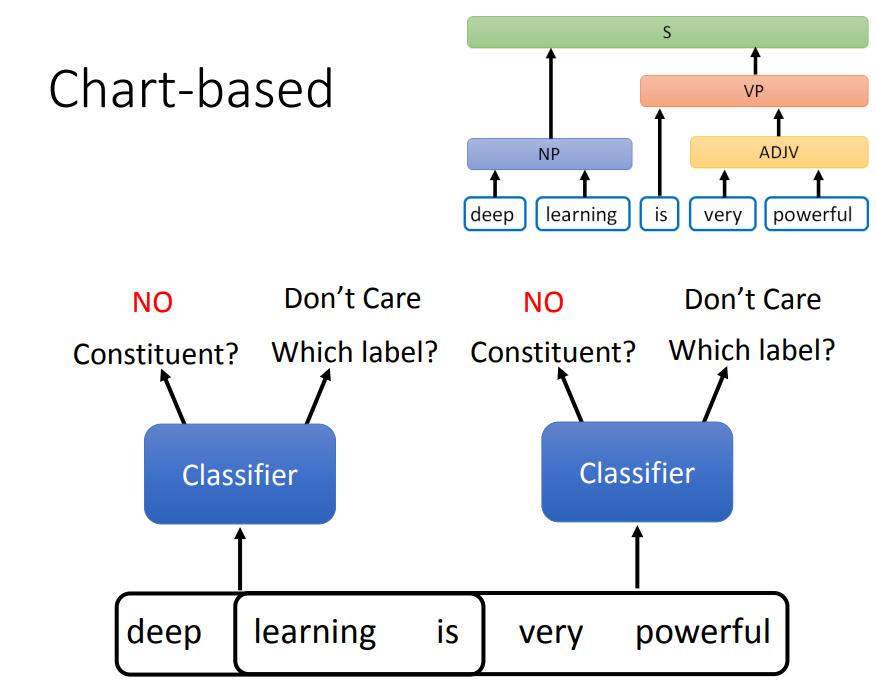 Chart-based
S
VP
NP
ADJV
deep learning is very powerful
NO Don’t Care NO Don’t Care
Constituent? Which label? Constituent? Which label?
Classifier Classifier
deep learning is very powerful